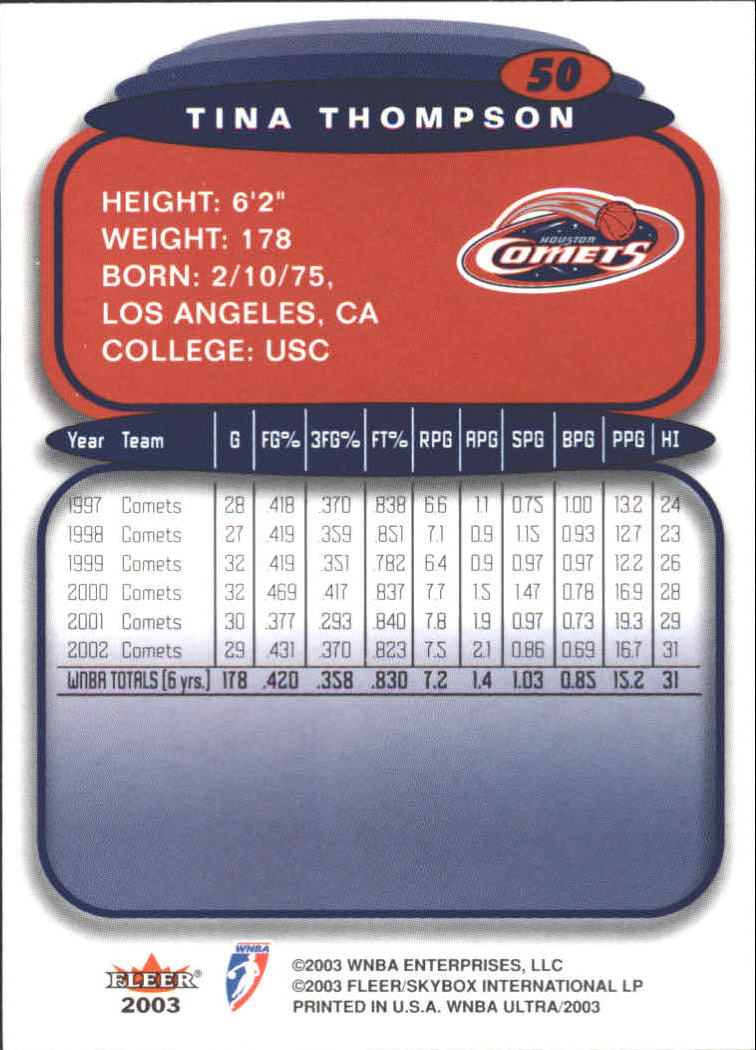 50
TINA THOMPSON
HEIGHT: 6'2"
WEIGHT: 178
BORN: 2/10/75,
LOS ANGELES, CA
COLLEGE: USC
HOUSTON
COMETS
Year Team G FG% 3FG% FT% RPG APG SPG BPG PPG HI
1997 Comets 28 .418 .370 .838 6.6 1.1 0.75 1.00 13.2 24
1998 Comets 27 .419 .359 .851 7.1 0.9 1.15 0.93 12.7 23
1999 Comets 32 .419 .351 .782 6.4 0.9 0.97 0.97 12.2 26
2000 Comets 32 .469 .417 .837 7.7 1.5 1.47 0.78 16.9 28
2001 Comets 30 .377 .293 .840 7.8 1.9 0.97 0.73 19.3 29
2002 Comets 29 .431 .370 .823 7.5 2.1 0.86 0.69 16.7 31
WNBA TOTALS (6 yrs.) 178 .420 .358 .830 7.2 1.4 1.03 0.85 15.2 31
FLEER®
2003
WNBA
©2003 WNBA ENTERPRISES, LLC
©2003 FLEER/SKYBOX INTERNATIONAL LP
PRINTED IN U.S.A. WNBA ULTRA/2003